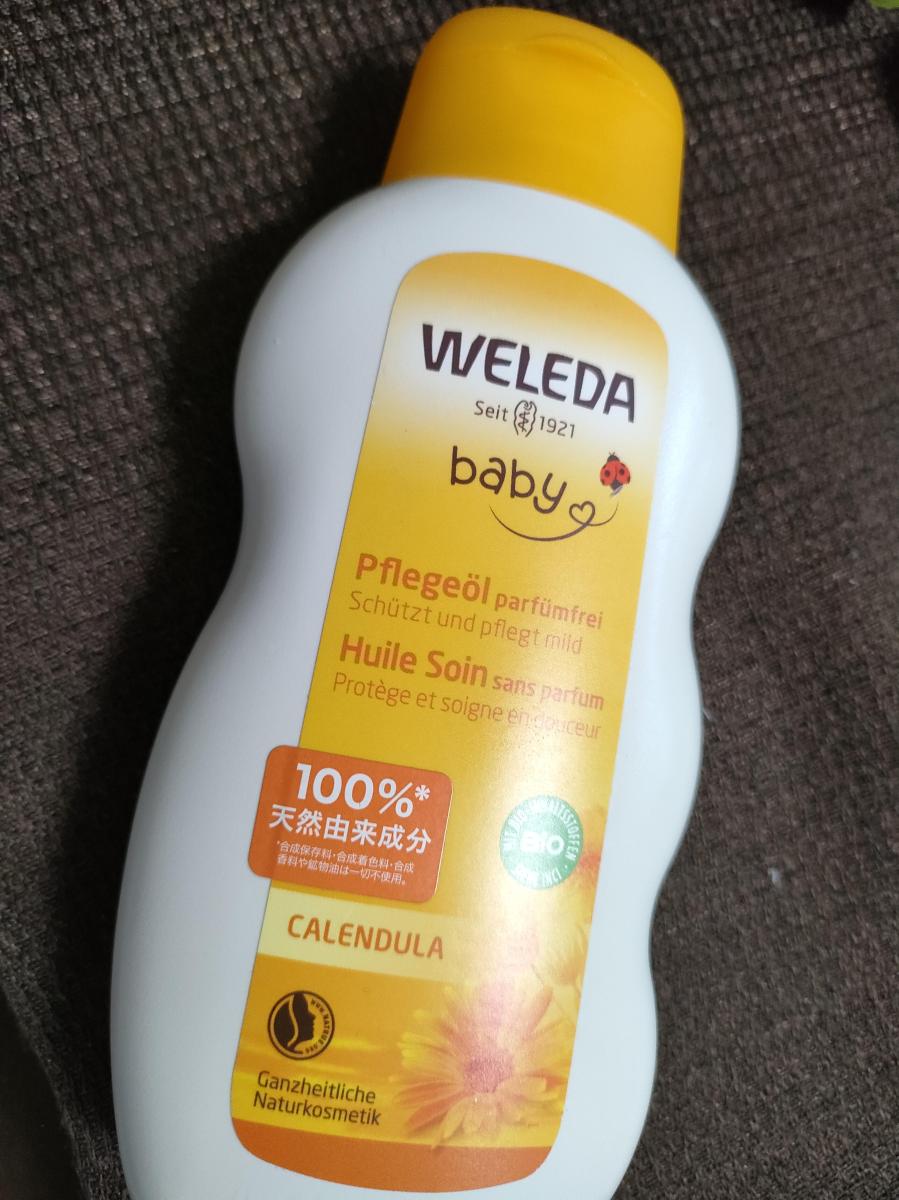 WELEDA
Seit 1921
baby
Pflegeöl parfümfrei
Schützt und pflegt mild
Huile Soin sans parfum
Protège et soigne en douceur
100%*
天然由来成分
*合成保存料・合成着色料・合成
香料や鉱物油は一切不使用。
BIO
CALENDULA
Ganzheitliche
Naturkosmetik